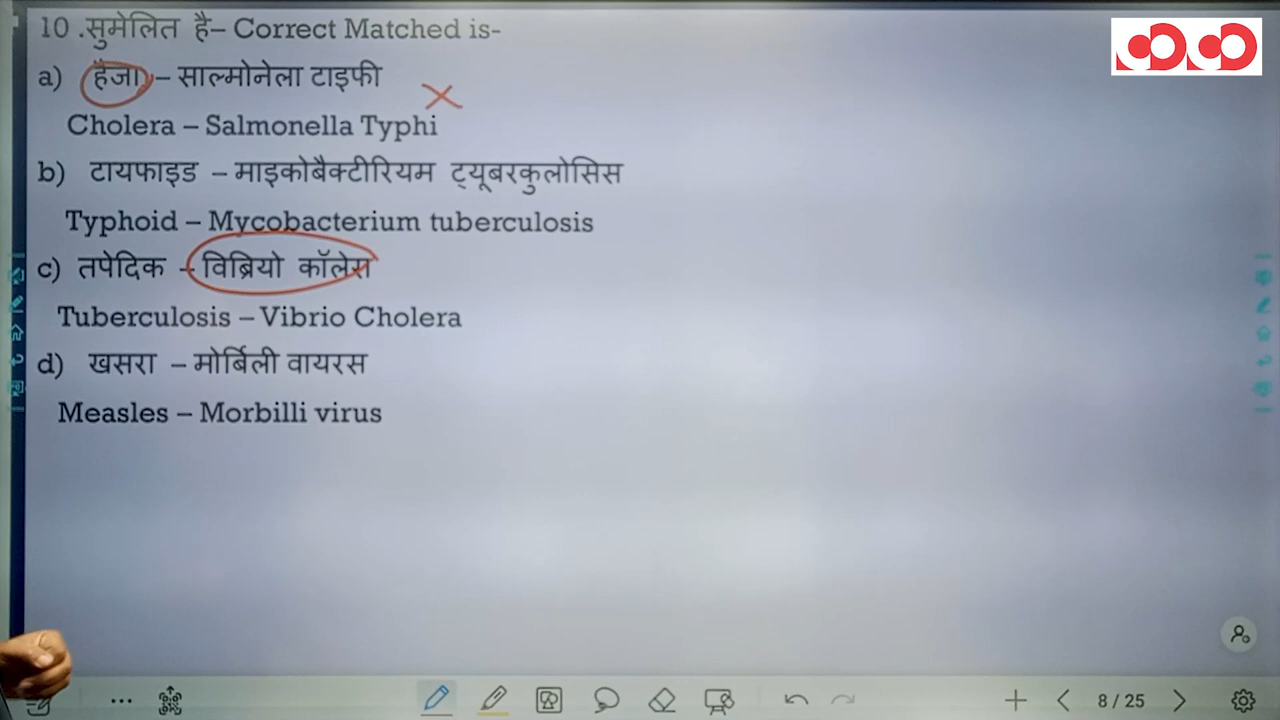 10 .सुमेलित है– Correct Matched is-
a) हैजा – साल्मोनेला टाइफी
Cholera – Salmonella Typhi
b) टायफाइड – माइकोबैक्टीरियम ट्यूबरकुलोसिस
Typhoid – Mycobacterium tuberculosis
c) तपेदिक – विब्रियो कॉलेरा
Tuberculosis – Vibrio Cholera
d) खसरा – मोर्बिली वायरस
Measles – Morbilli virus
8 / 25